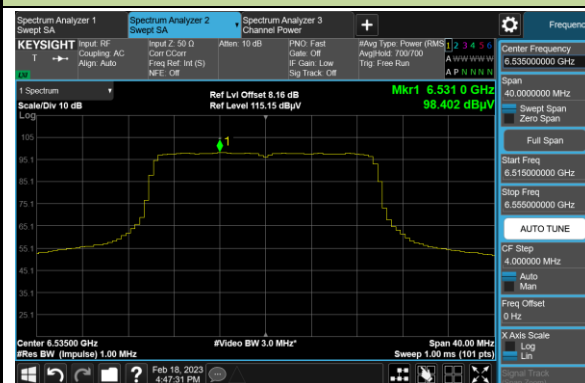 Spectrum Analyzer 1
Swept SA
Spectrum Analyzer 2
Swept SA
Spectrum Analyzer 3
Channel Power
Frequenc
KEYSIGHT
T
Input: RF
Coupling: AC
Align: Auto
Input Z: 50 Ω
Corr CCorr
Freq Ref: Int (S)
NFE: Off
Atten: 10 dB
PNO: Fast
Gate: Off
IF Gain: Low
Sig Track: Off
#Avg Type: Power (RMS
Avg|Hold: 700/700
Trig: Free Run
1 2 3 4 5 6
A W W W W W
A P N N N N
1 Spectrum
Scale/Div 10 dB
Log
Ref Lvl Offset 8.16 dB
Ref Level 115.15 dBµV
Mkr1 6.531 0 GHz
98.402 dBµV
105
95.1
85.1
75.1
65.1
55.1
45.1
35.1
25.1
1
Center 6.53500 GHz
#Res BW (Impulse) 1.00 MHz
#Video BW 3.0 MHz*
Span 40.00 MHz
Sweep 1.00 ms (101 pts)
Center Frequency
6.535000000 GHz
Span
40.0000000 MHz
Swept Span
Zero Span
Full Span
Start Freq
6.515000000 GHz
Stop Freq
6.555000000 GHz
AUTO TUNE
CF Step
4.000000 MHz
Auto
Man
Freq Offset
0 Hz
X Axis Scale
Log
Lin
Signal Track
Feb 18, 2023
4:47:31 PM